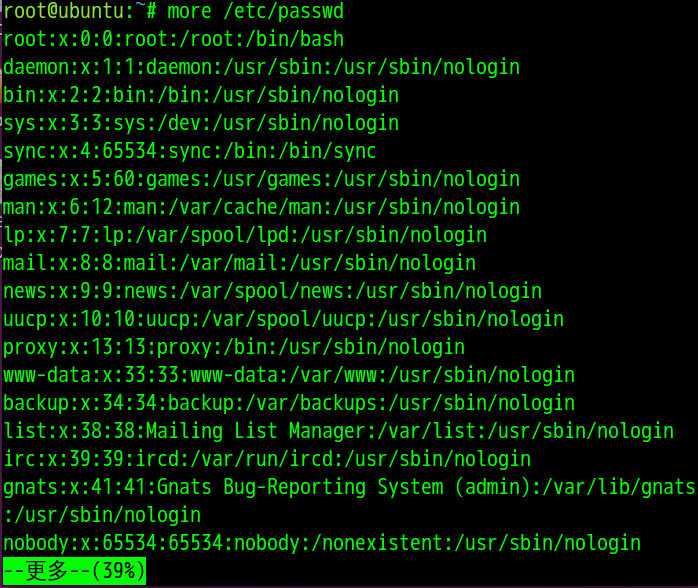 root@ubuntu:~# more /etc/passwd
root:x:0:0:root:/root:/bin/bash
daemon:x:1:1:daemon:/usr/sbin:/usr/sbin/nologin
bin:x:2:2:bin:/bin:/usr/sbin/nologin
sys:x:3:3:sys:/dev:/usr/sbin/nologin
sync:x:4:65534:sync:/bin:/bin/sync
games:x:5:60:games:/usr/games:/usr/sbin/nologin
man:x:6:12:man:/var/cache/man:/usr/sbin/nologin
lp:x:7:7:lp:/var/spool/lpd:/usr/sbin/nologin
mail:x:8:8:mail:/var/mail:/usr/sbin/nologin
news:x:9:9:news:/var/spool/news:/usr/sbin/nologin
uucp:x:10:10:uucp:/var/spool/uucp:/usr/sbin/nologin
proxy:x:13:13:proxy:/bin:/usr/sbin/nologin
www-data:x:33:33:www-data:/var/www:/usr/sbin/nologin
backup:x:34:34:backup:/var/backups:/usr/sbin/nologin
list:x:38:38:Mailing List Manager:/var/list:/usr/sbin/nologin
irc:x:39:39:ircd:/var/run/ircd:/usr/sbin/nologin
gnats:x:41:41:Gnats Bug-Reporting System (admin):/var/lib/gnats
:/usr/sbin/nologin
nobody:x:65534:65534:nobody:/nonexistent:/usr/sbin/nologin
--更多--(39%)